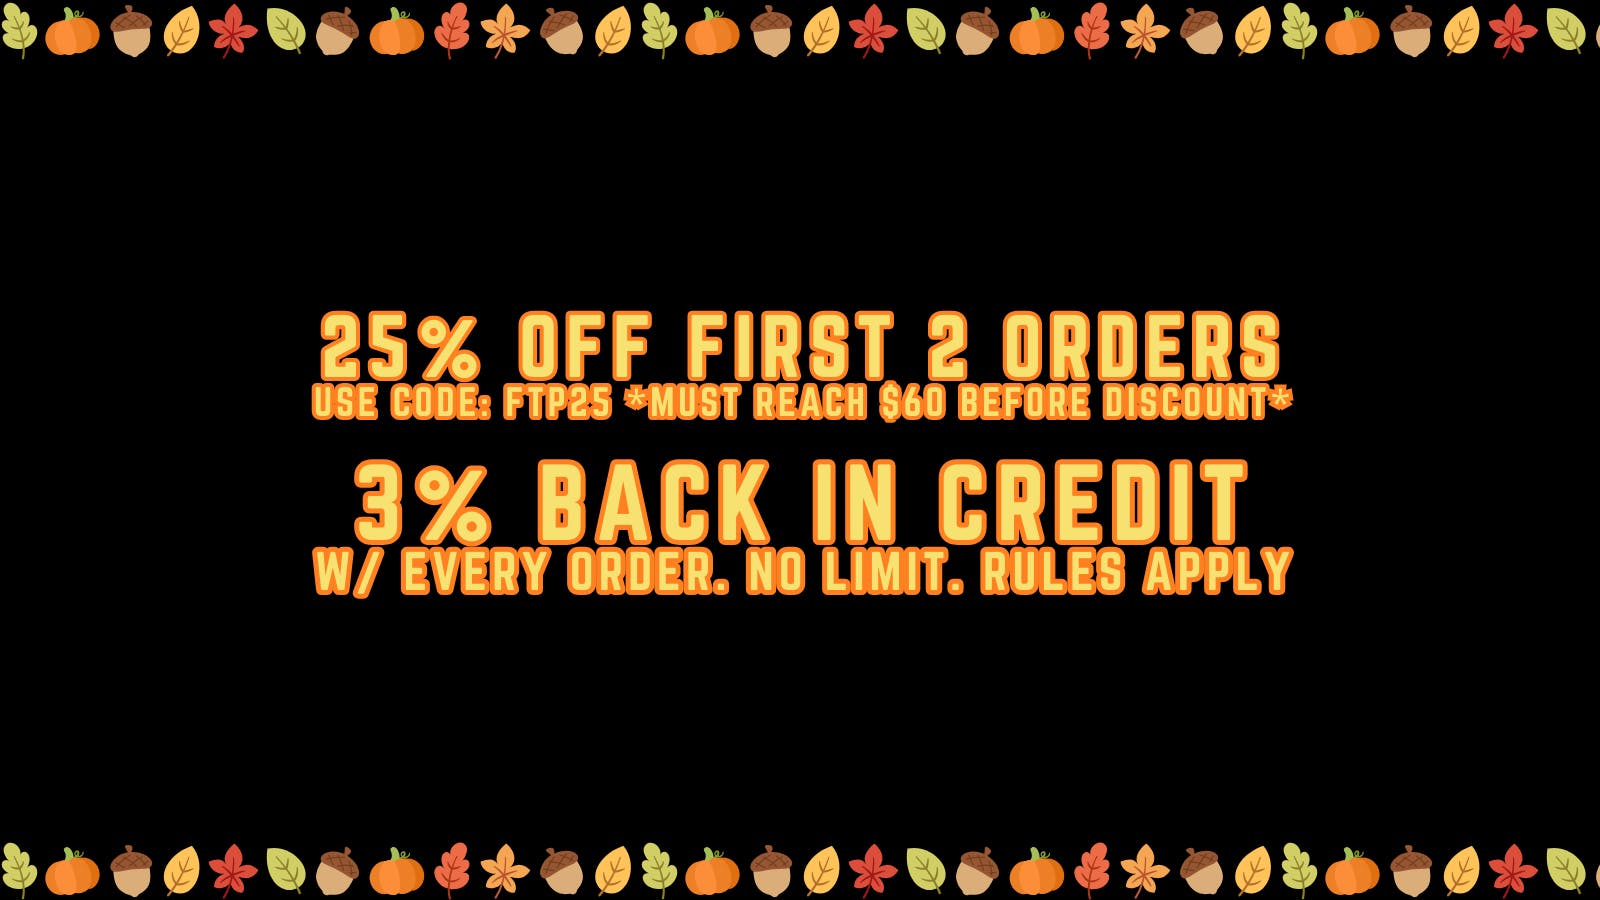 25% OFF FIRST 2 ORDERS
USE CODE: FTP25 *MUST REACH $60 BEFORE DISCOUNT*
3% BACK IN CREDIT
W/ EVERY ORDER. NO LIMIT. RULES APPLY